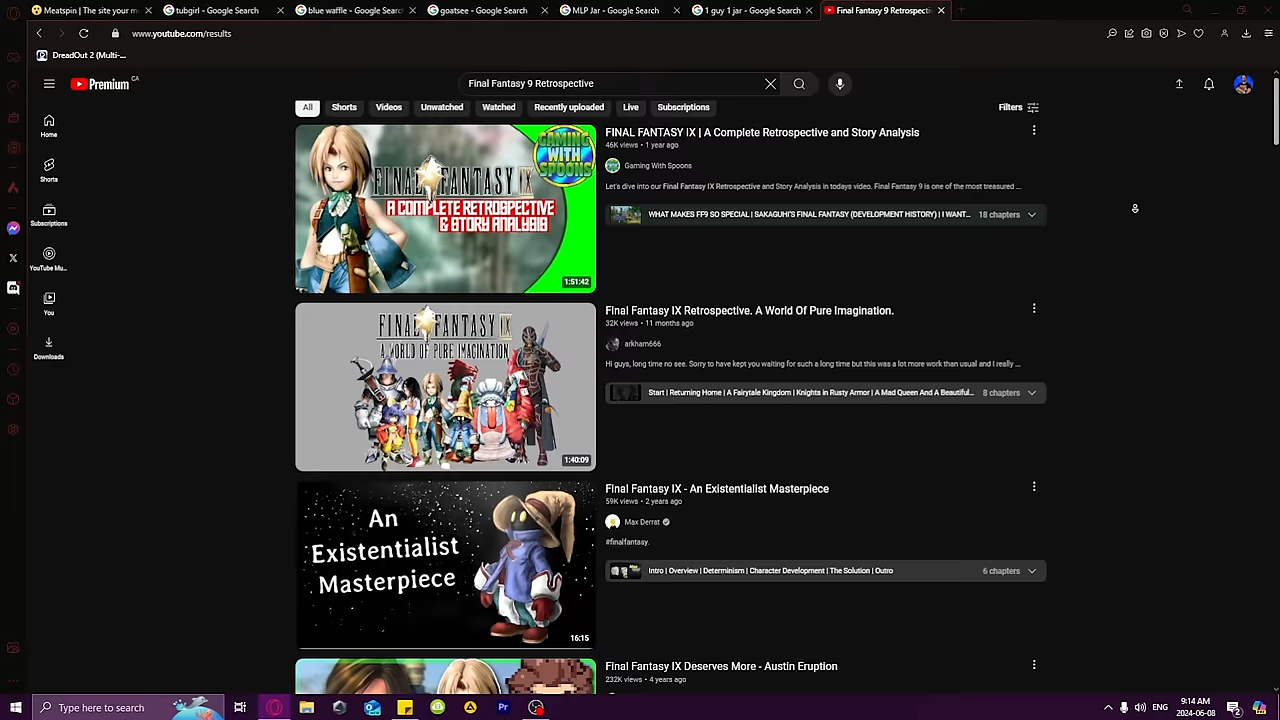 Meatspin | The site your m
tubgirl - Google Search
blue waffle - Google Searc
goatsee - Google Search
MLP Jar - Google Search
1 guy 1 jar - Google Search
Final Fantasy 9 Retrospecti
www.youtube.com/results
DreadOut 2 (Multi-...
Premium CA
Final Fantasy 9 Retrospective
All Shorts Videos Unwatched Watched Recently uploaded Live Subscriptions Filters
Home
Shorts
Subscriptions
YouTube Mu...
You
Downloads
FINAL FANTASY IX
A COMPLETE RETROSPECTIVE
& STORY ANALYSIS
GAMING
WITH
SPOONS
1:51:42
FINAL FANTASY IX | A Complete Retrospective and Story Analysis
46K views • 1 year ago
Gaming With Spoons
Let's dive into our Final Fantasy IX Retrospective and Story Analysis in todays video. Final Fantasy 9 is one of the most treasured ...
WHAT MAKES FF9 SO SPECIAL | SAKAGUHI'S FINAL FANTASY (DEVELOPMENT HISTORY) | I WANT... 18 chapters
FINAL FANTASY IX
A WORLD OF PURE IMAGINATION
1:40:09
Final Fantasy IX Retrospective. A World Of Pure Imagination.
32K views • 11 months ago
arkham666
Hi guys, long time no see. Sorry to have kept you waiting for such a long time but this was a lot more work than usual and I really ...
Start | Returning Home | A Fairytale Kingdom | Knights in Rusty Armor | A Mad Queen And A Beautiful... 8 chapters
An
Existentialist
Masterpiece
16:15
Final Fantasy IX - An Existentialist Masterpiece
59K views • 2 years ago
Max Derrat
#finalfantasy.
Intro | Overview | Determinism | Character Development | The Solution | Outro 6 chapters
Final Fantasy IX Deserves More - Austin Eruption
232K views • 4 years ago
Type here to search
Pr
9:14 AM
2024-06-08
2